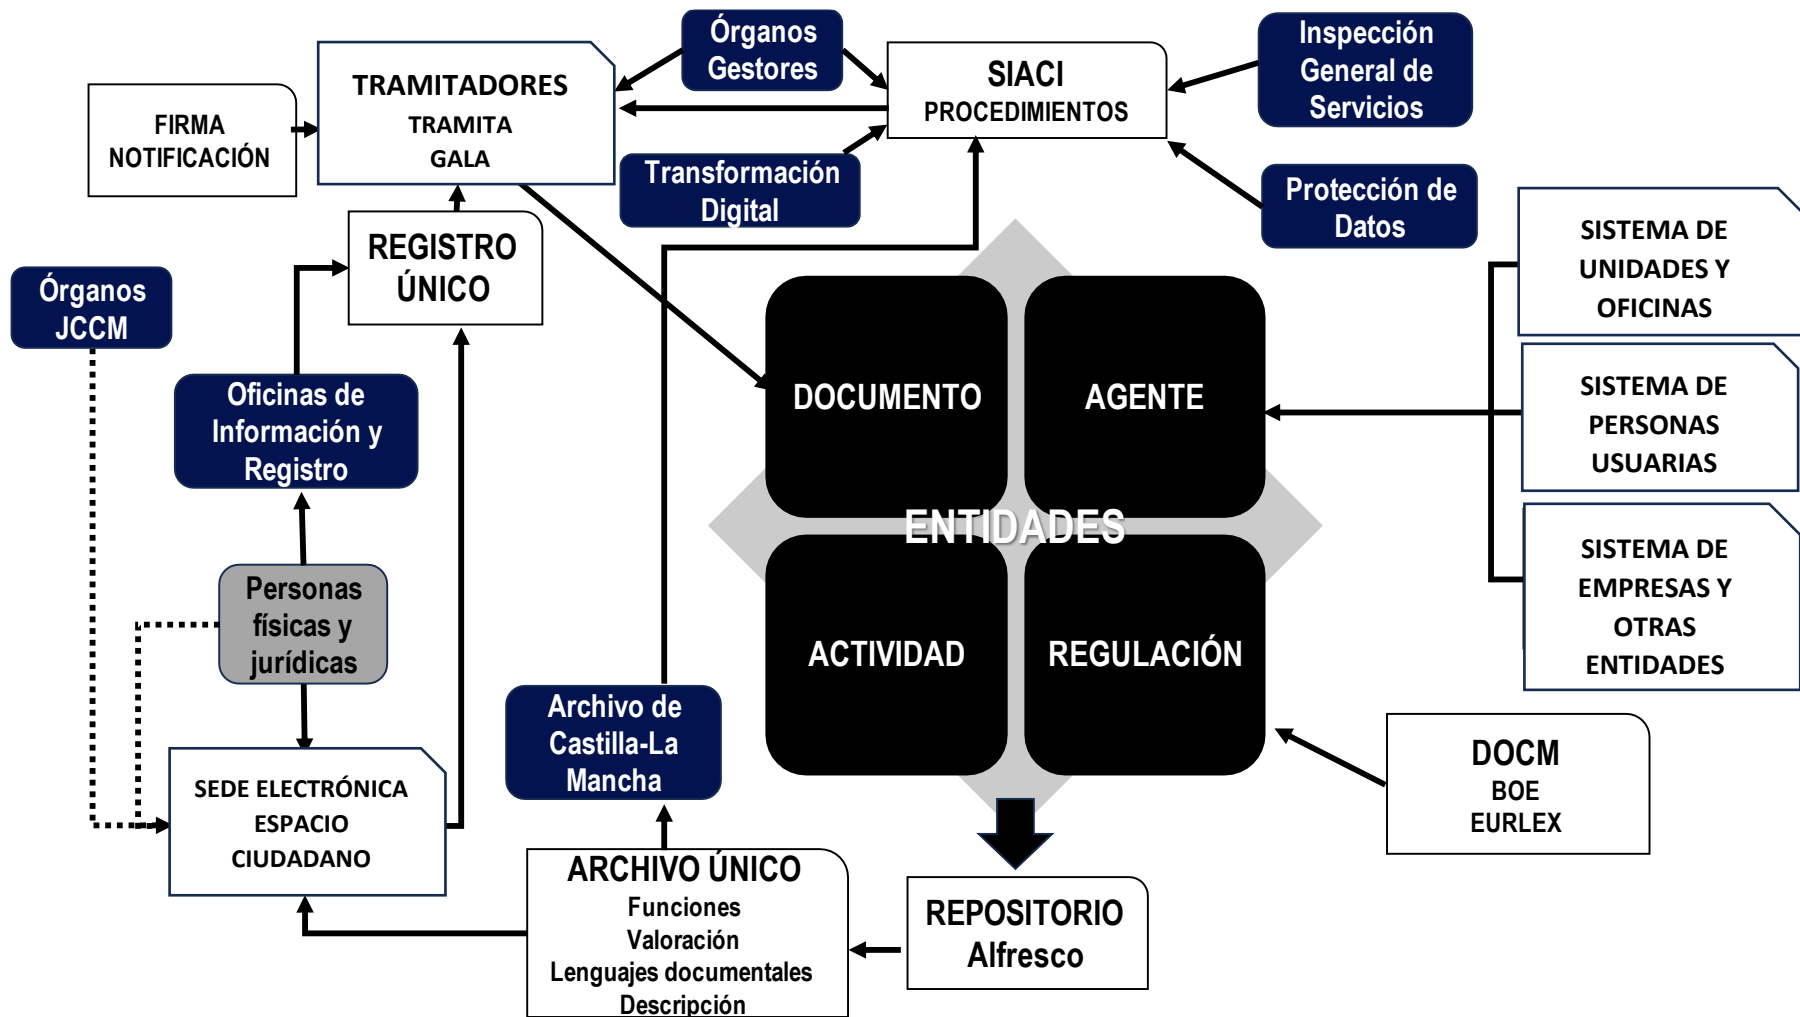 Órganos
Gestores
Inspección
General de
Servicios
TRAMITADORES
TRAMITA
GALA
SIACI
PROCEDIMIENTOS
FIRMA
NOTIFICACIÓN
Transformación
Digital
Protección de
Datos
REGISTRO
ÚNICO
SISTEMA DE
UNIDADES Y
OFICINAS
Órganos
JCCM
Oficinas de
Información y
Registro
DOCUMENTO
AGENTE
SISTEMA DE
PERSONAS
USUARIAS
ENTIDADES
Personas
físicas y
jurídicas
ACTIVIDAD
REGULACIÓN
SISTEMA DE
EMPRESAS Y
OTRAS
ENTIDADES
Archivo de
Castilla-La
Mancha
DOCM
BOE
EURLEX
SEDE ELECTRÓNICA
ESPACIO
CIUDADANO
ARCHIVO ÚNICO
Funciones
Valoración
Lenguajes documentales
Descripción
REPOSITORIO
Alfresco